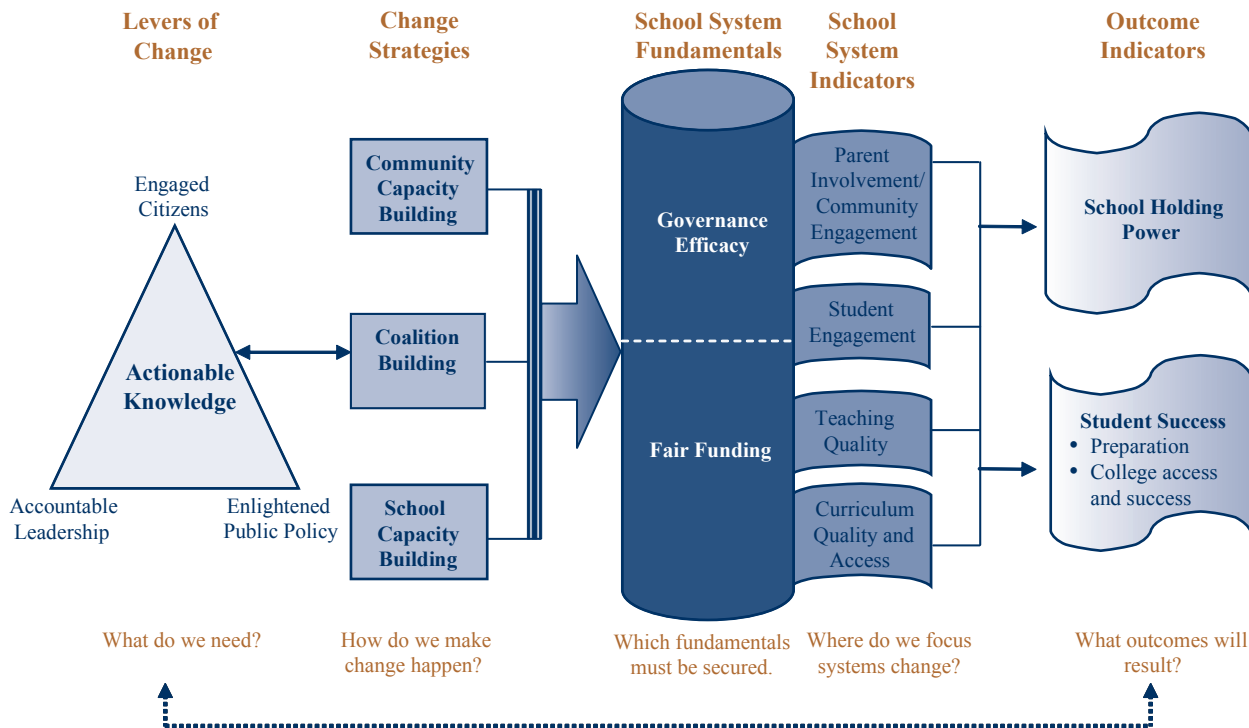 Levers of
Change
Change
Strategies
School System
Fundamentals
School
System
Indicators
Outcome
Indicators
Engaged
Citizens
Actionable
Knowledge
Accountable
Leadership
Enlightened
Public Policy
Community
Capacity
Building
Coalition
Building
School
Capacity
Building
Governance
Efficacy
Fair Funding
Parent
Involvement/
Community
Engagement
Student
Engagement
Teaching
Quality
Curriculum
Quality and
Access
School Holding
Power
Student Success
• Preparation
• College access
and success
What do we need?
How do we make
change happen?
Which fundamentals
must be secured.
Where do we focus
systems change?
What outcomes will
result?